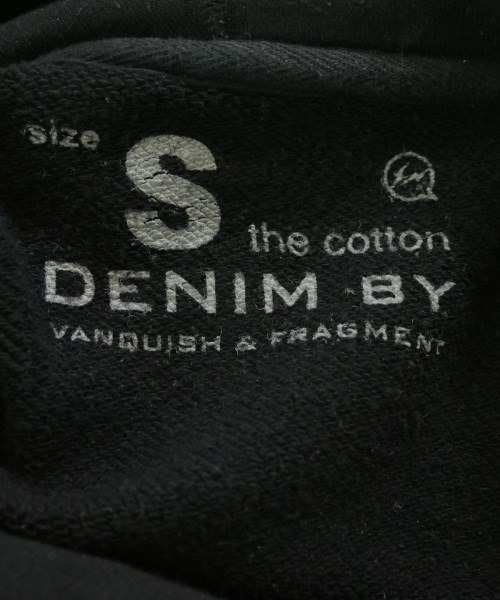 size S
the cotton
DENIM BY
VANQUISH & FRAGMENT